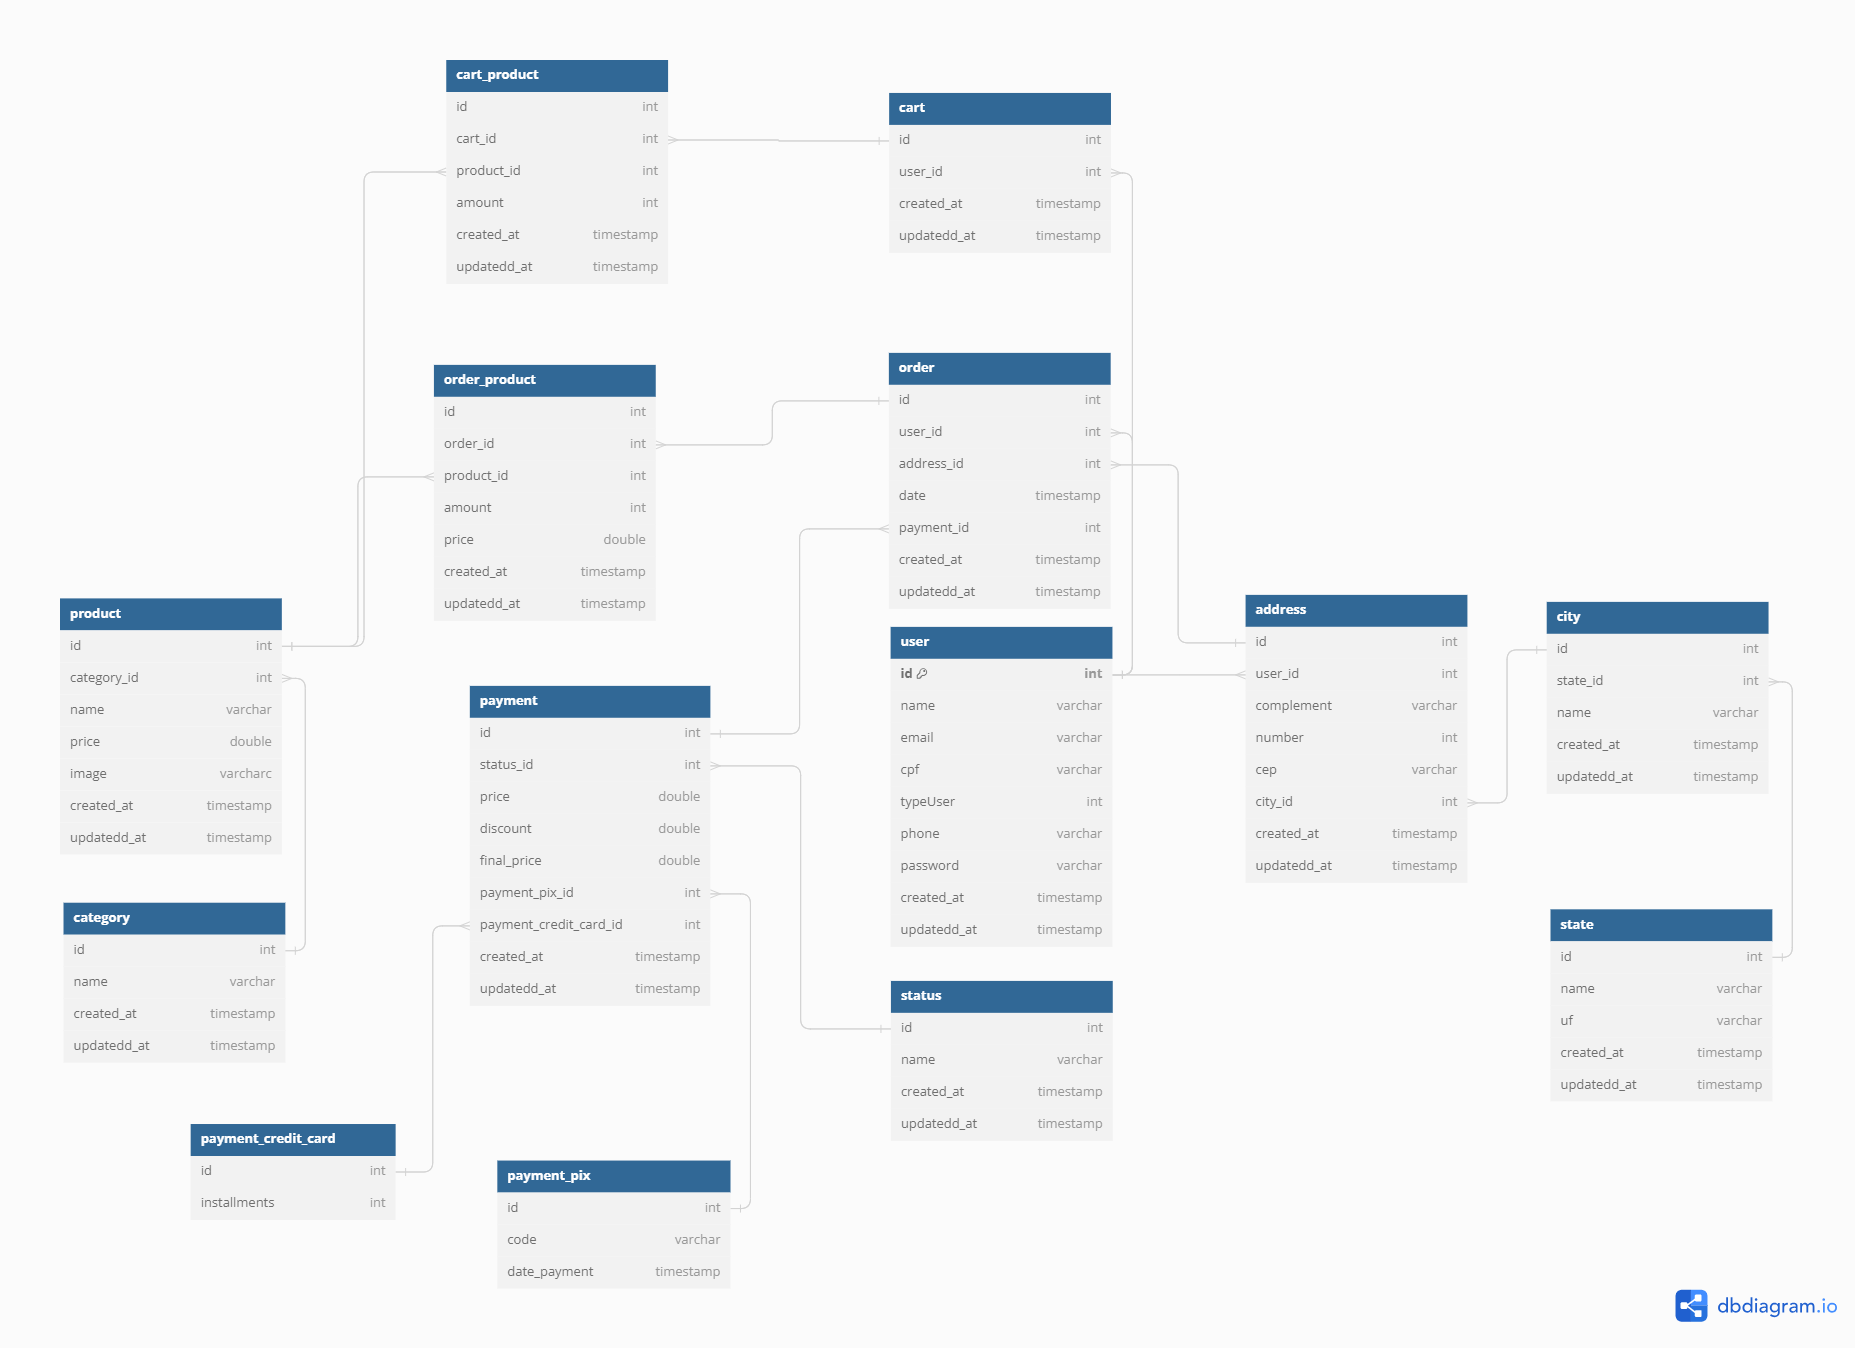 cart_product
id int
cart_id int
product_id int
amount int
created_at timestamp
updatedd_at timestamp
cart
id int
user_id int
created_at timestamp
updatedd_at timestamp
order_product
id int
order_id int
product_id int
amount int
price double
created_at timestamp
updatedd_at timestamp
order
id int
user_id int
address_id int
date timestamp
payment_id int
created_at timestamp
updatedd_at timestamp
product
id int
category_id int
name varchar
price double
image varcharc
created_at timestamp
updatedd_at timestamp
payment
id int
status_id int
price double
discount double
final_price double
payment_pix_id int
payment_credit_card_id int
created_at timestamp
updatedd_at timestamp
user
id int
name varchar
email varchar
cpf varchar
typeUser int
phone varchar
password varchar
created_at timestamp
updatedd_at timestamp
address
id int
user_id int
complement varchar
number int
cep varchar
city_id int
created_at timestamp
updatedd_at timestamp
city
id int
state_id int
name varchar
created_at timestamp
updatedd_at timestamp
category
id int
name varchar
created_at timestamp
updatedd_at timestamp
status
id int
name varchar
created_at timestamp
updatedd_at timestamp
state
id int
name varchar
uf varchar
created_at timestamp
updatedd_at timestamp
payment_credit_card
id int
installments int
payment_pix
id int
code varchar
date_payment timestamp
dbdiagram.io